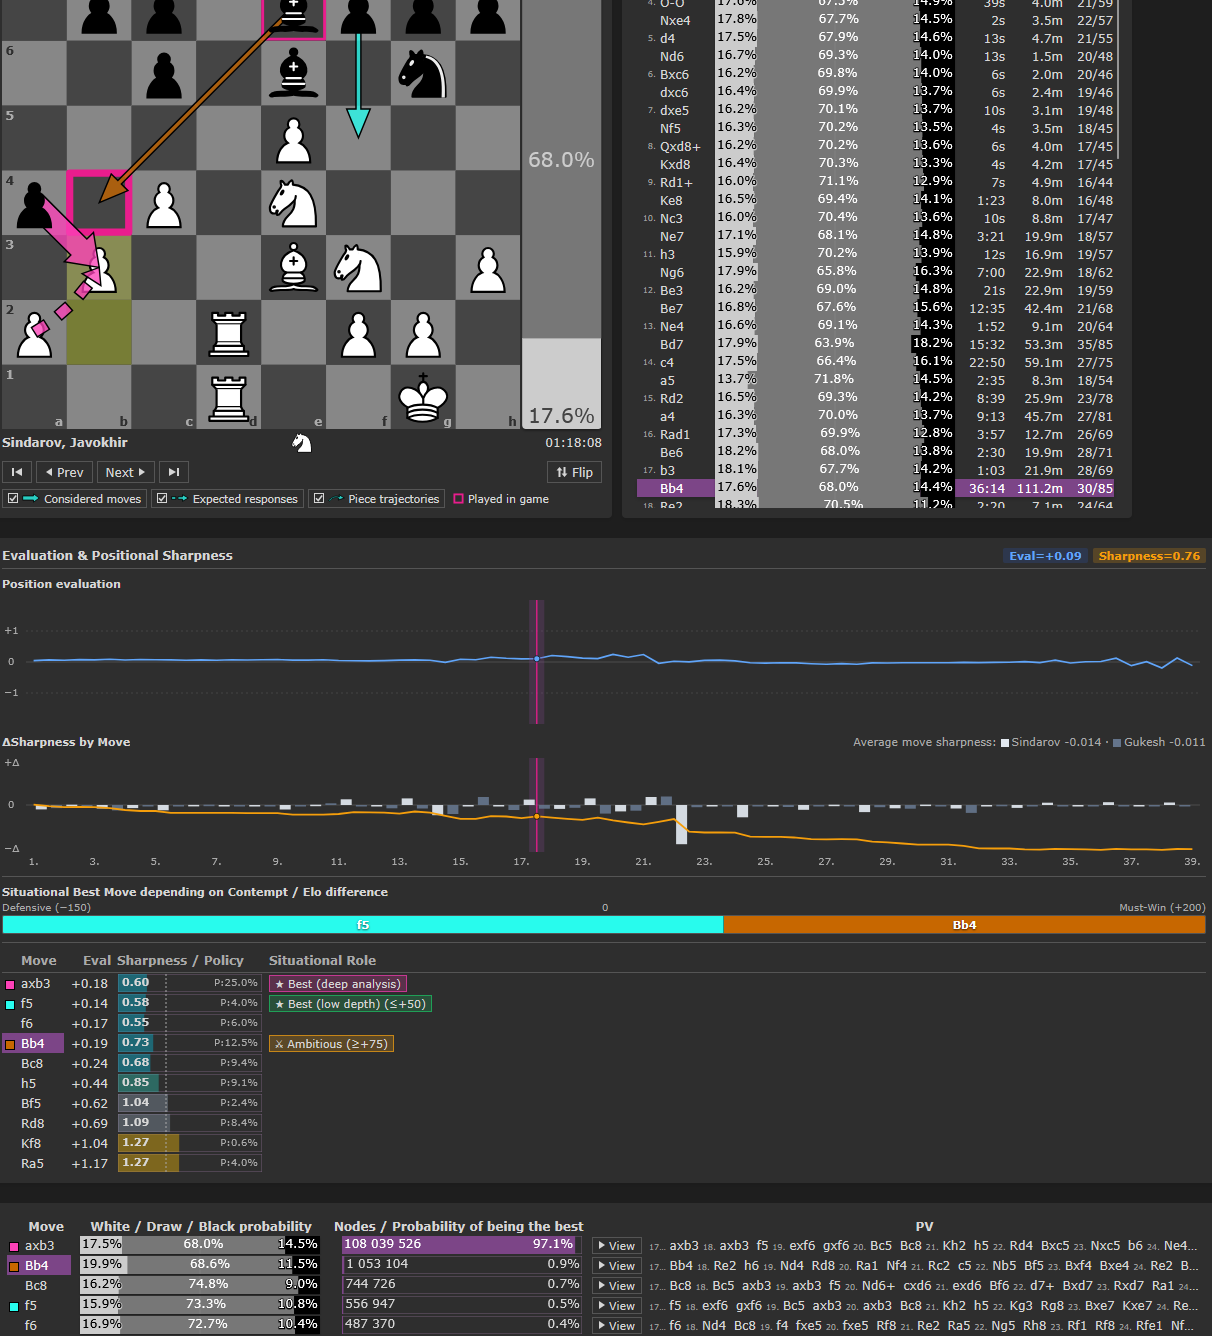 4. O-O 17.0% 67.5% 14.9% 39s 4.0m 21/59
Nxe4 17.8% 67.7% 14.5% 2s 3.5m 22/57
5. d4 17.5% 67.9% 14.6% 13s 4.7m 21/55
Nd6 16.7% 69.3% 14.0% 13s 1.5m 20/48
6. Bxc6 16.2% 69.8% 14.0% 6s 2.0m 20/46
dxc6 16.4% 69.9% 13.7% 6s 2.4m 19/46
7. dxe5 16.2% 70.1% 13.7% 10s 3.1m 19/48
Nf5 16.3% 70.2% 13.5% 4s 3.5m 18/45
8. Qxd8+ 16.2% 70.2% 13.6% 6s 4.0m 17/45
Kxd8 16.4% 70.3% 13.3% 4s 4.2m 17/45
9. Rd1+ 16.0% 71.1% 12.9% 7s 4.9m 16/44
Ke8 16.5% 69.4% 14.1% 1:23 8.0m 16/48
10. Nc3 16.0% 70.4% 13.6% 10s 8.8m 17/47
Ne7 17.1% 68.1% 14.8% 3:21 19.9m 18/57
11. h3 15.9% 70.2% 13.9% 12s 16.9m 19/57
Ng6 17.9% 65.8% 16.3% 7:00 22.9m 18/62
12. Be3 16.2% 69.0% 14.8% 21s 22.9m 19/59
Be7 16.8% 67.6% 15.6% 12:35 42.4m 21/68
13. Ne4 16.6% 69.1% 14.3% 1:52 9.1m 20/64
Bd7 17.9% 63.9% 18.2% 15:32 53.3m 35/85
14. c4 17.5% 66.4% 16.1% 22:50 59.1m 27/75
a5 13.7% 71.8% 14.5% 2:35 8.3m 18/54
15. Rd2 16.5% 69.3% 14.2% 8:39 25.9m 23/78
a4 16.3% 70.0% 13.7% 9:13 45.7m 27/81
16. Rad1 17.3% 69.9% 12.8% 3:57 12.7m 26/69
Be6 18.2% 68.0% 13.8% 2:30 19.9m 28/71
17. b3 18.1% 67.7% 14.2% 1:03 21.9m 28/69
Bb4 17.6% 68.0% 14.4% 36:14 111.2m 30/85
18. Re2 18.3% 70.5% 11.2% 2:20 7.1m 24/64
6
5
4
3
2
1
a b c d e f g h
68.0%
17.6%
Sindarov, Javokhir 01:18:08
Prev Next Flip
Considered moves Expected responses Piece trajectories Played in game
Evaluation & Positional Sharpness Eval=+0.09 Sharpness=0.76
Position evaluation
+1
0
−1
ΔSharpness by Move Average move sharpness: Sindarov -0.014 · Gukesh -0.011
+Δ
0
−Δ
1. 3. 5. 7. 9. 11. 13. 15. 17. 19. 21. 23. 25. 27. 29. 31. 33. 35. 37. 39.
Situational Best Move depending on Contempt / Elo difference
Defensive (−150) 0 Must-Win (+200)
f5 Bb4
Move Eval Sharpness / Policy Situational Role
axb3 +0.18 0.60 P:25.0% ★ Best (deep analysis)
f5 +0.14 0.58 P:4.0% ★ Best (low depth) (≤+50)
f6 +0.17 0.55 P:6.0%
Bb4 +0.19 0.73 P:12.5% ⚔ Ambitious (≥+75)
Bc8 +0.24 0.68 P:9.4%
h5 +0.44 0.85 P:9.1%
Bf5 +0.62 1.04 P:2.4%
Rd8 +0.69 1.09 P:8.4%
Kf8 +1.04 1.27 P:0.6%
Ra5 +1.17 1.27 P:4.0%
Move White / Draw / Black probability Nodes / Probability of being the best PV
axb3 17.5% 68.0% 14.5% 108 039 526 97.1% View 17... axb3 18. axb3 f5 19. exf6 gxf6 20. Bc5 Bc8 21. Kh2 h5 22. Rd4 Bxc5 23. Nxc5 b6 24. Ne4...
Bb4 19.9% 68.6% 11.5% 1 053 104 0.9% View 17... Bb4 18. Re2 h6 19. Nd4 Rd8 20. Ra1 Nf4 21. Rc2 c5 22. Nb5 Bf5 23. Bxf4 Bxe4 24. Re2 B...
Bc8 16.2% 74.8% 9.0% 744 726 0.7% View 17... Bc8 18. Bc5 axb3 19. axb3 f5 20. Nd6+ cxd6 21. exd6 Bf6 22. d7+ Bxd7 23. Rxd7 Ra1 24...
f5 15.9% 73.3% 10.8% 556 947 0.5% View 17... f5 18. exf6 gxf6 19. Bc5 axb3 20. axb3 Bc8 21. Kh2 h5 22. Kg3 Rg8 23. Bxe7 Kxe7 24. Re...
f6 16.9% 72.7% 10.4% 487 370 0.4% View 17... f6 18. Nd4 Bc8 19. f4 fxe5 20. fxe5 Rf8 21. Re2 Ra5 22. Ng5 Rh8 23. Rf1 Rf8 24. Rfe1 Nf...